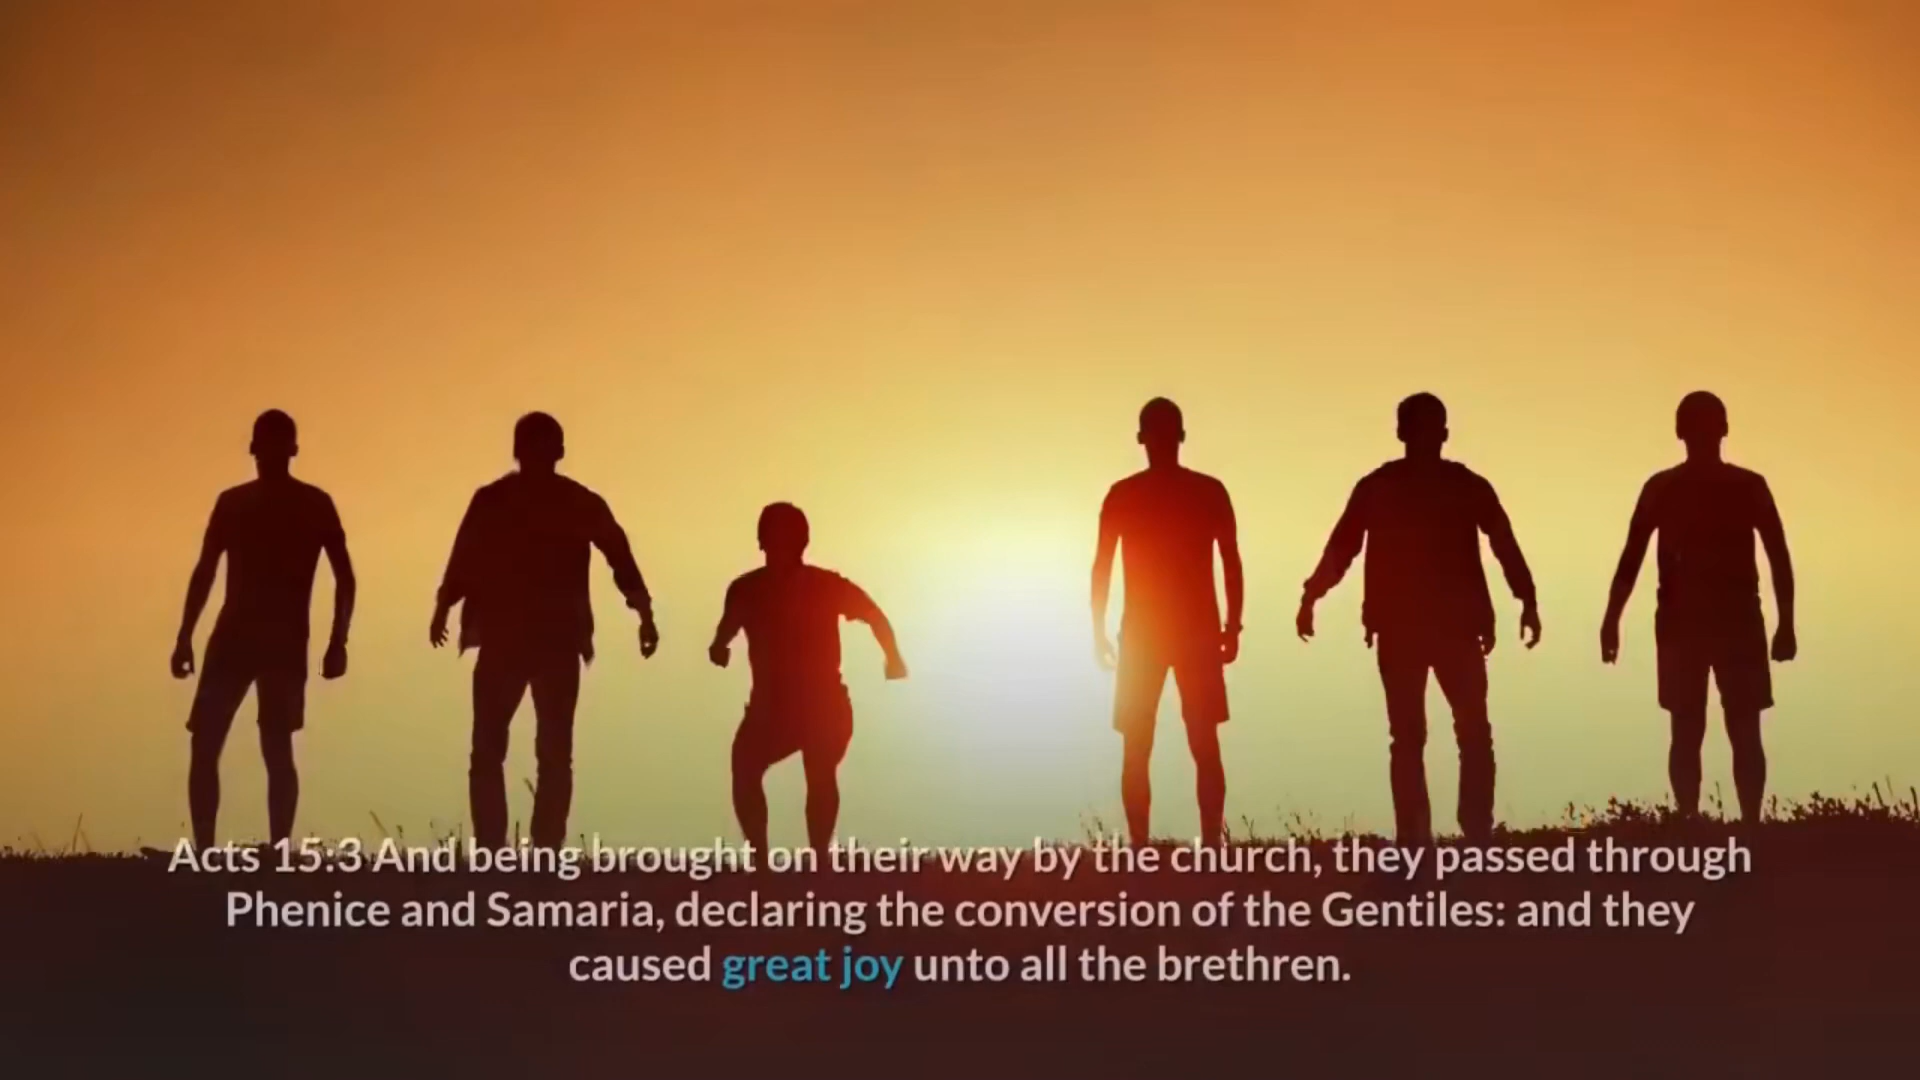 Acts 15:3 And being brought on their way by the church, they passed through
Phenice and Samaria, declaring the conversion of the Gentiles: and they
caused great joy unto all the brethren.